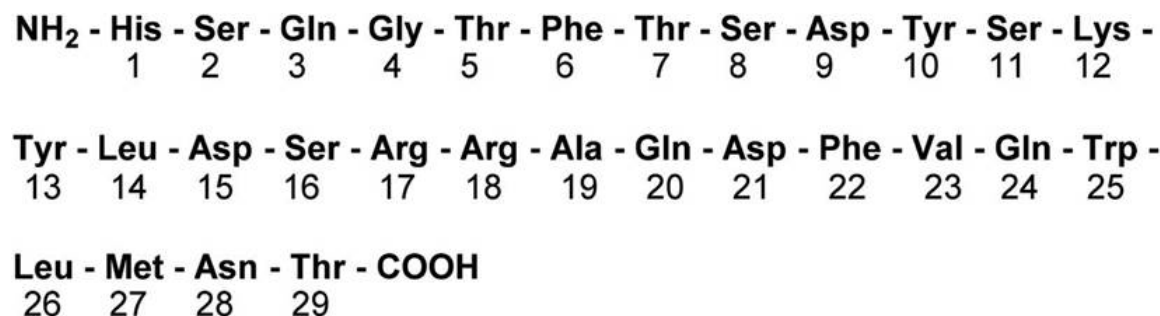 NH₂ - His - Ser - Gln - Gly - Thr - Phe - Thr - Ser - Asp - Tyr - Ser - Lys -
1 2 3 4 5 6 7 8 9 10 11 12
Tyr - Leu - Asp - Ser - Arg - Arg - Ala - Gln - Asp - Phe - Val - Gln - Trp -
13 14 15 16 17 18 19 20 21 22 23 24 25
Leu - Met - Asn - Thr - COOH
26 27 28 29